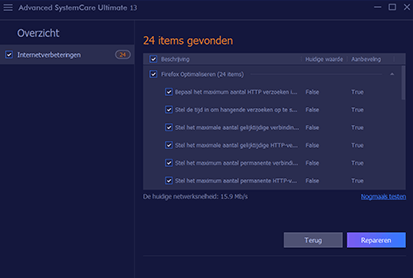 Advanced SystemCare Ultimate 13
Overzicht
Internetverbeteringen 24
24 items gevonden
Beschrijving Huidige waarde Aanbeveling
Firefox Optimaliseren (24 items)
Bepaal het maximum aantal HTTP verzoeken i... False True
Stel de tijd in om hangende verzoeken op te s... False True
Stel het maximale aantal gelijktijdige verbindin... False True
Stel het maximale aantal gelijktijdige HTTP-ve... False True
Stel het maximum aantal permanente verbindi... False True
Stel het maximum aantal permanente HTTP-v... False True
De huidige netwerksnelheid: 15.9 Mb/s Nogmaals testen
Terug Repareren